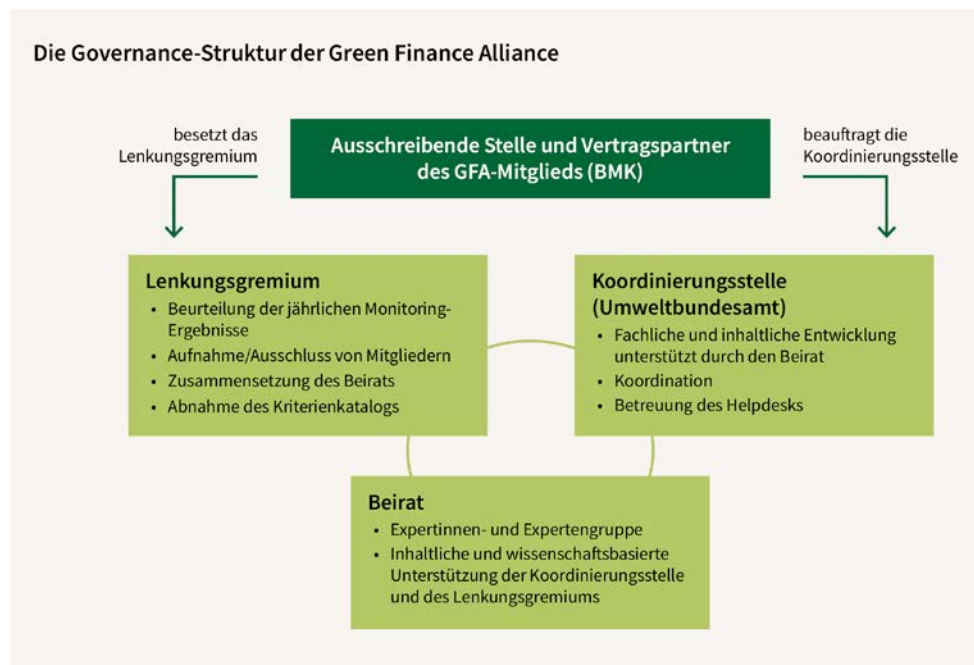 Die Governance-Struktur der Green Finance Alliance
besetzt das
Lenkungsgremium
Ausschreibende Stelle und Vertragspartner
des GFA-Mitglieds (BMK)
beauftragt die
Koordinierungsstelle
Lenkungsgremium
• Beurteilung der jährlichen Monitoring-
Ergebnisse
• Aufnahme/Ausschluss von Mitgliedern
• Zusammensetzung des Beirats
• Abnahme des Kriterienkatalogs
Koordinierungsstelle
(Umweltbundesamt)
• Fachliche und inhaltliche Entwicklung
unterstützt durch den Beirat
• Koordination
• Betreuung des Helpdesks
Beirat
• Expertinnen- und Expertengruppe
• Inhaltliche und wissenschaftsbasierte
Unterstützung der Koordinierungsstelle
und des Lenkungsgremiums